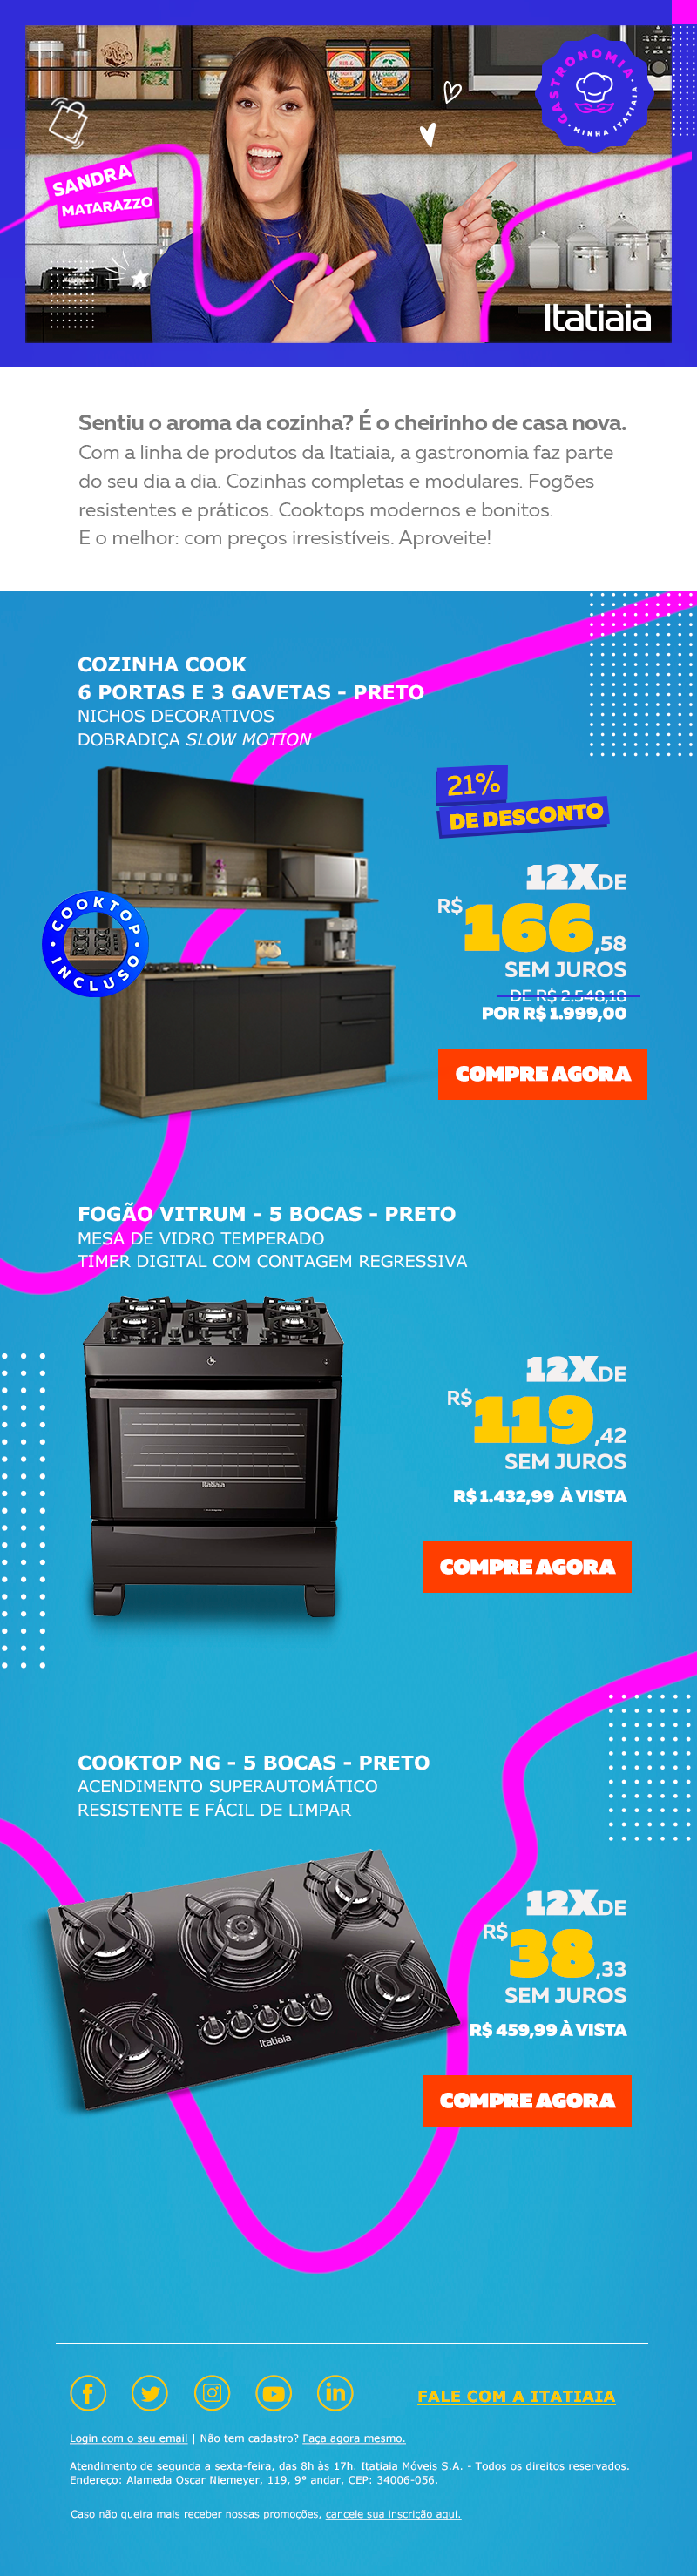 GASTRONOMIA
• MINHA ITATIAIA •
SANDRA
MATARAZZO
Itatiaia
Sentiu o aroma da cozinha? É o cheirinho de casa nova.
Com a linha de produtos da Itatiaia, a gastronomia faz parte
do seu dia a dia. Cozinhas completas e modulares. Fogões
resistentes e práticos. Cooktops modernos e bonitos.
E o melhor: com preços irresistíveis. Aproveite!
COZINHA COOK
6 PORTAS E 3 GAVETAS - PRETO
NICHOS DECORATIVOS
DOBRADIÇA SLOW MOTION
21%
DE DESCONTO
COOKTOP
• INCLUSO •
12X DE
R$ 166,58
SEM JUROS
DE R$ 2.548,18
POR R$ 1.999,00
COMPRE AGORA
FOGÃO VITRUM - 5 BOCAS - PRETO
MESA DE VIDRO TEMPERADO
TIMER DIGITAL COM CONTAGEM REGRESSIVA
Itatiaia
12X DE
R$ 119,42
SEM JUROS
R$ 1.432,99 À VISTA
COMPRE AGORA
COOKTOP NG - 5 BOCAS - PRETO
ACENDIMENTO SUPERAUTOMÁTICO
RESISTENTE E FÁCIL DE LIMPAR
Itatiaia
12X DE
R$ 38,33
SEM JUROS
R$ 459,99 À VISTA
COMPRE AGORA
FALE COM A ITATIAIA
Login com o seu email | Não tem cadastro? Faça agora mesmo.
Atendimento de segunda a sexta-feira, das 8h às 17h. Itatiaia Móveis S.A. - Todos os direitos reservados.
Endereço: Alameda Oscar Niemeyer, 119, 9° andar, CEP: 34006-056.
Caso não queira mais receber nossas promoções, cancele sua inscrição aqui.